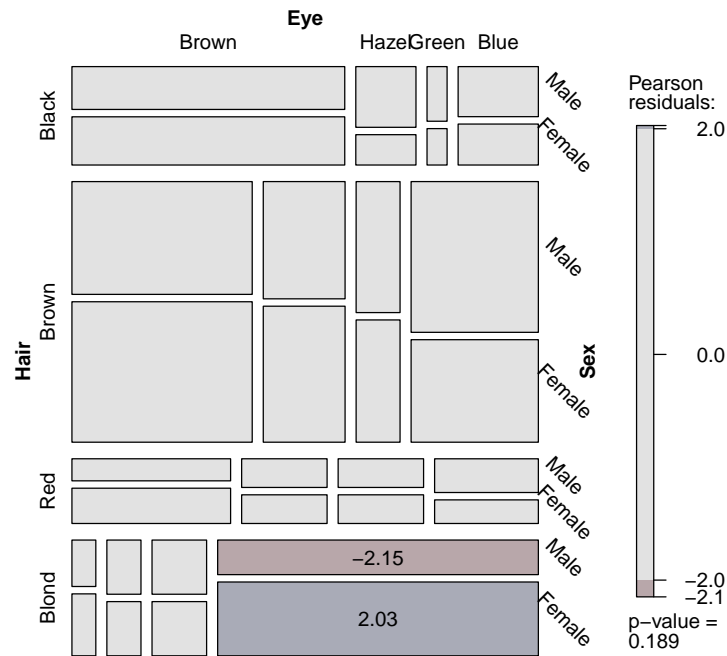 Eye
Brown Hazel Green Blue
Hair
Black
Brown
Red
Blond
Male
Female
Male
Female
Male
Female
Male
Female
Sex
−2.15
2.03
Pearson
residuals:
2.0
0.0
−2.0
−2.1
p−value =
0.189